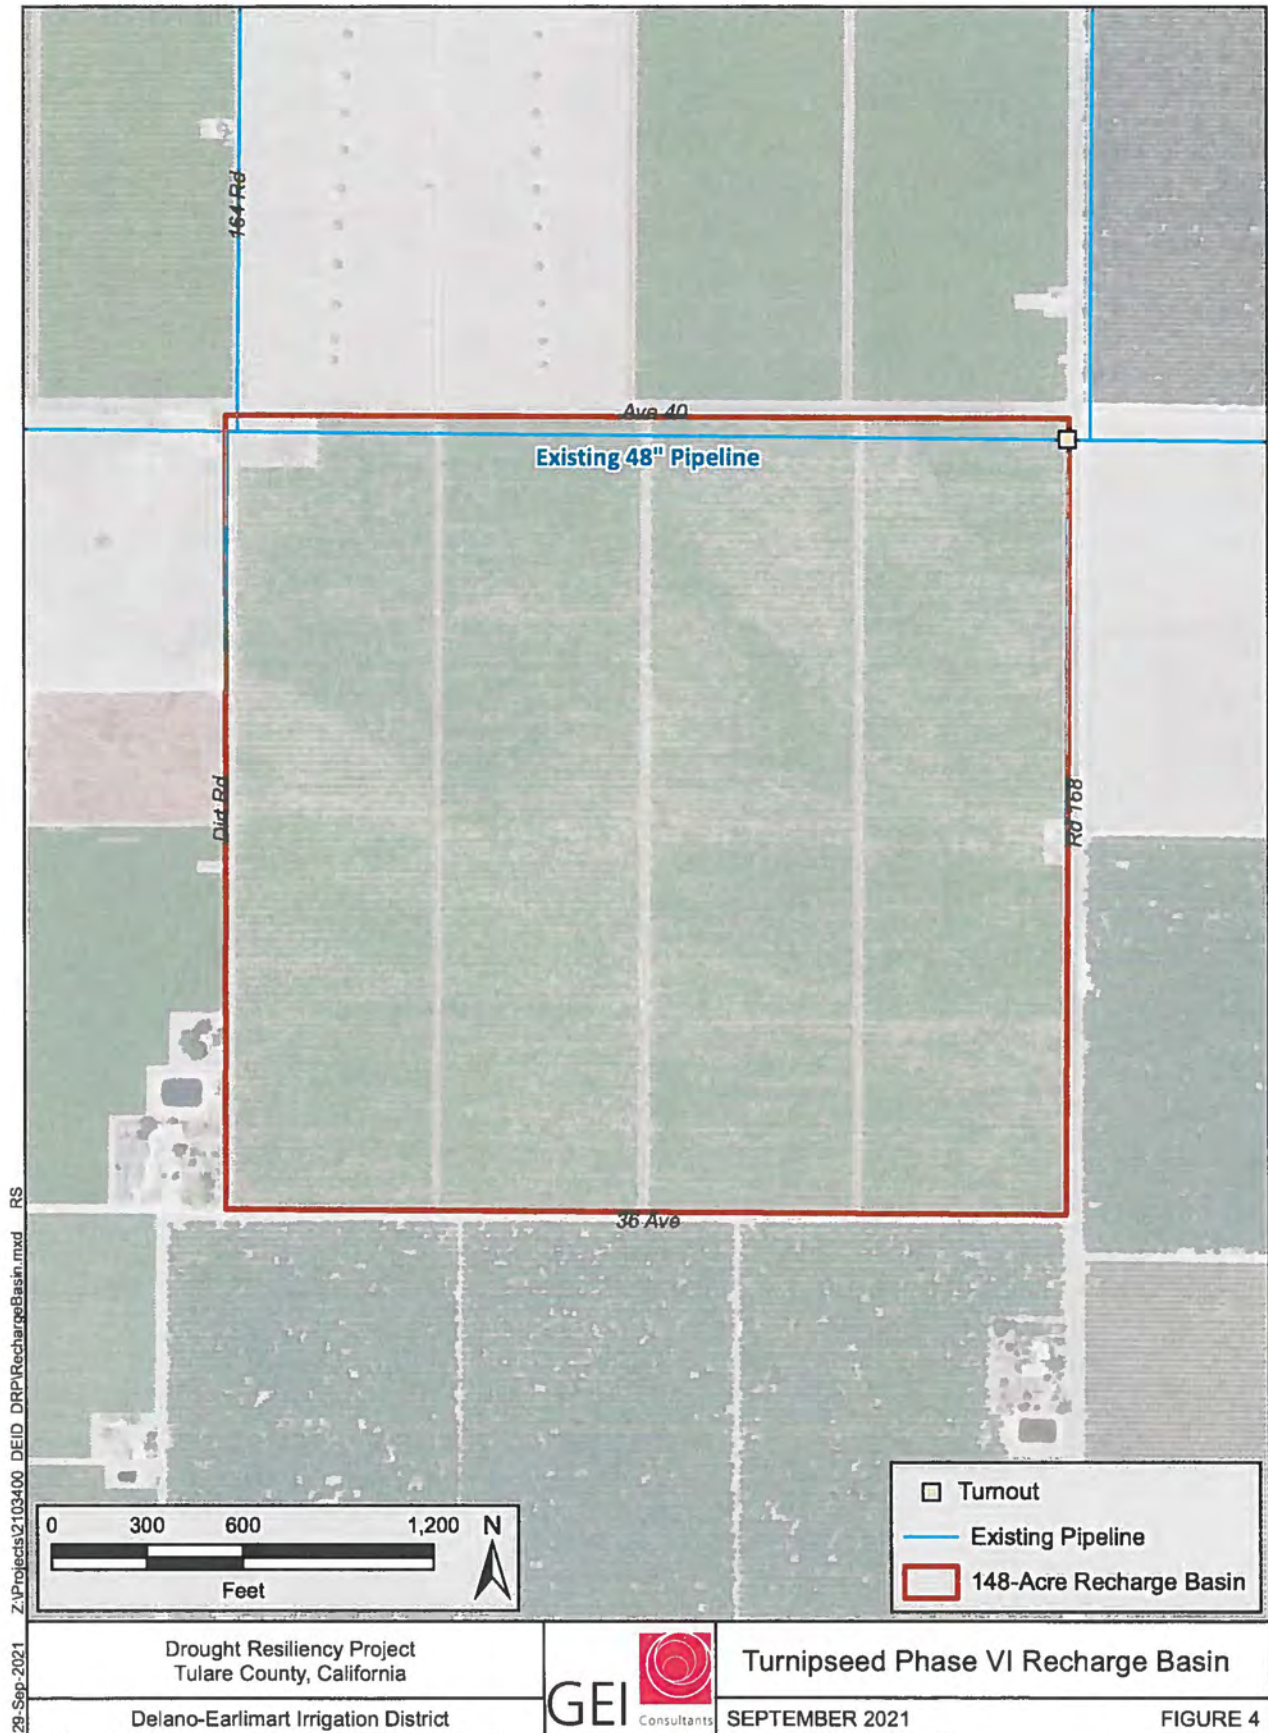 164 Rd
Ave 40
Existing 48" Pipeline
Dirt Rd
Rd 168
36 Ave
0 300 600 1,200 N
Feet
Turnout
Existing Pipeline
148-Acre Recharge Basin
29-Sep-2021 Z:\Projects\2103400_DEID_DRP\RechargeBasin.mxd RS
Drought Resiliency Project
Tulare County, California
Delano-Earlimart Irrigation District
GEI Consultants
Turnipseed Phase VI Recharge Basin
SEPTEMBER 2021
FIGURE 4